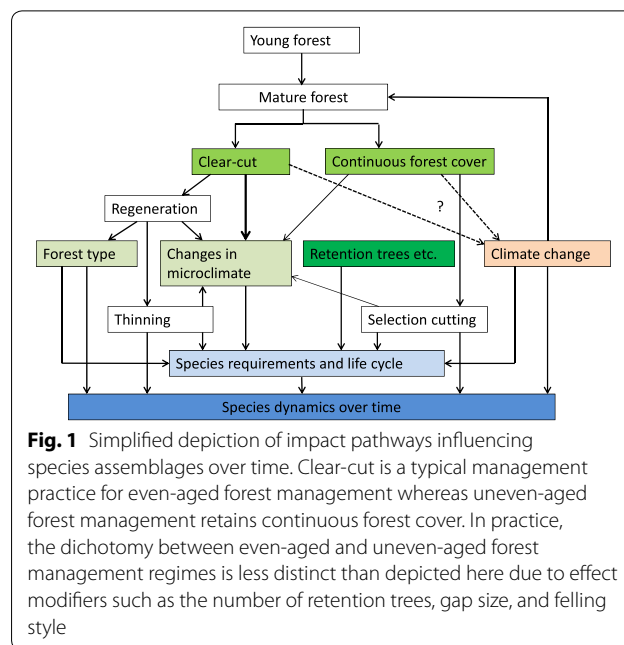 Young forest
Mature forest
Clear-cut
Continuous forest cover
?
Regeneration
Forest type
Changes in
microclimate
Retention trees etc.
Climate change
Thinning
Selection cutting
Species requirements and life cycle
Species dynamics over time
Fig. 1 Simplified depiction of impact pathways influencing
species assemblages over time. Clear-cut is a typical management
practice for even-aged forest management whereas uneven-aged
forest management retains continuous forest cover. In practice,
the dichotomy between even-aged and uneven-aged forest
management regimes is less distinct than depicted here due to effect
modifiers such as the number of retention trees, gap size, and felling
style